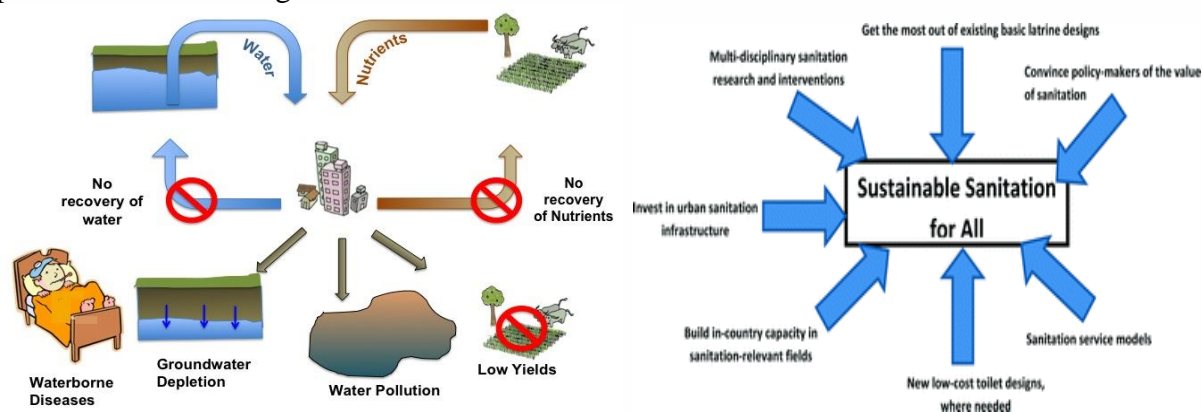 Water
Nutrients
No
recovery of
water
No
recovery
of Nutrients
Waterborne
Diseases
Groundwater
Depletion
Water Pollution
Low Yields
Get the most out of existing basic latrine designs
Multi-disciplinary sanitation
research and interventions
Convince policy-makers of the value
of sanitation
Sustainable Sanitation
for All
Invest in urban sanitation
infrastructure
Build in-country capacity in
sanitation-relevant fields
Sanitation service models
New low-cost toilet designs,
where needed